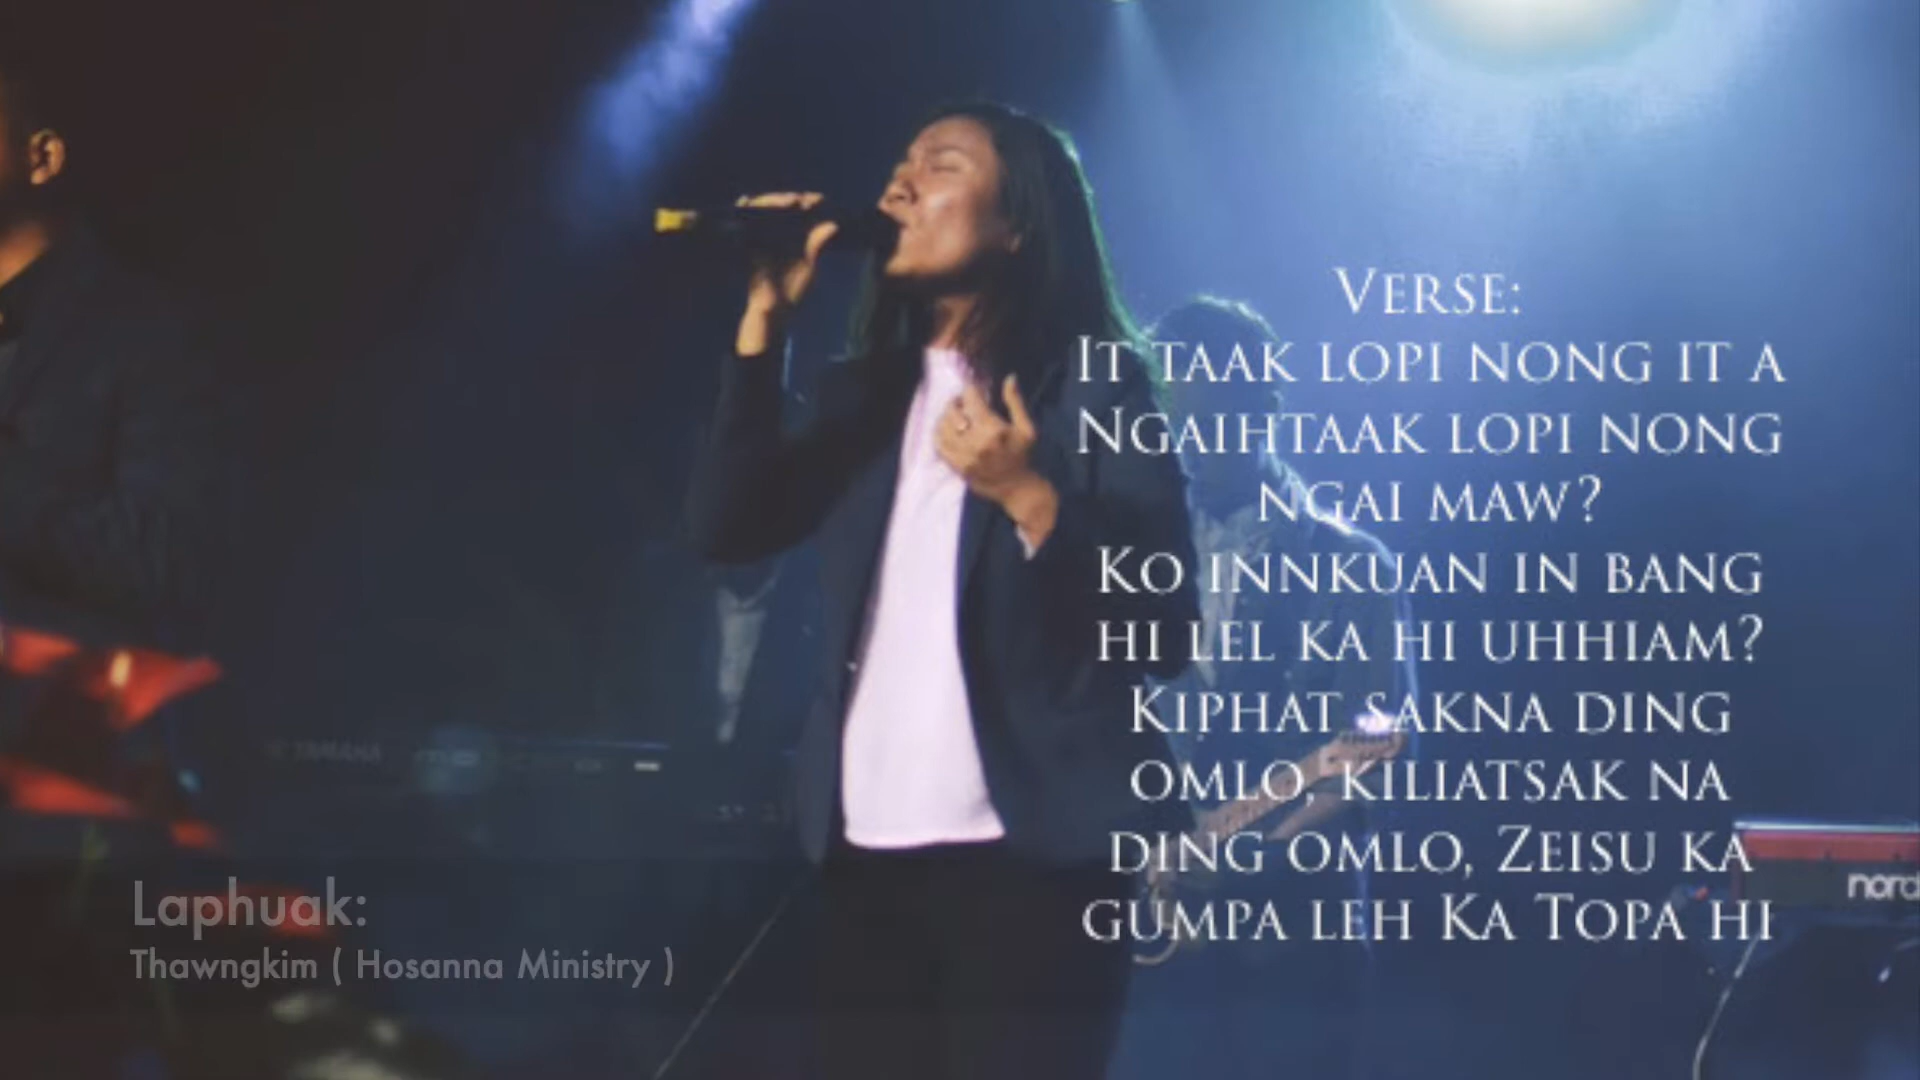 Verse:
It taak lopi nong it a
Ngaihtaak lopi nong
ngai maw?
Ko innkuan in bang
hi lel ka hi uhhiam?
Kiphat sakna ding
omlo, kiliatsak na
ding omlo, Zeisu ka
gumpa leh Ka Topa hi
Laphuak:
Thawngkim ( Hosanna Ministry )
YAMAHA
nord